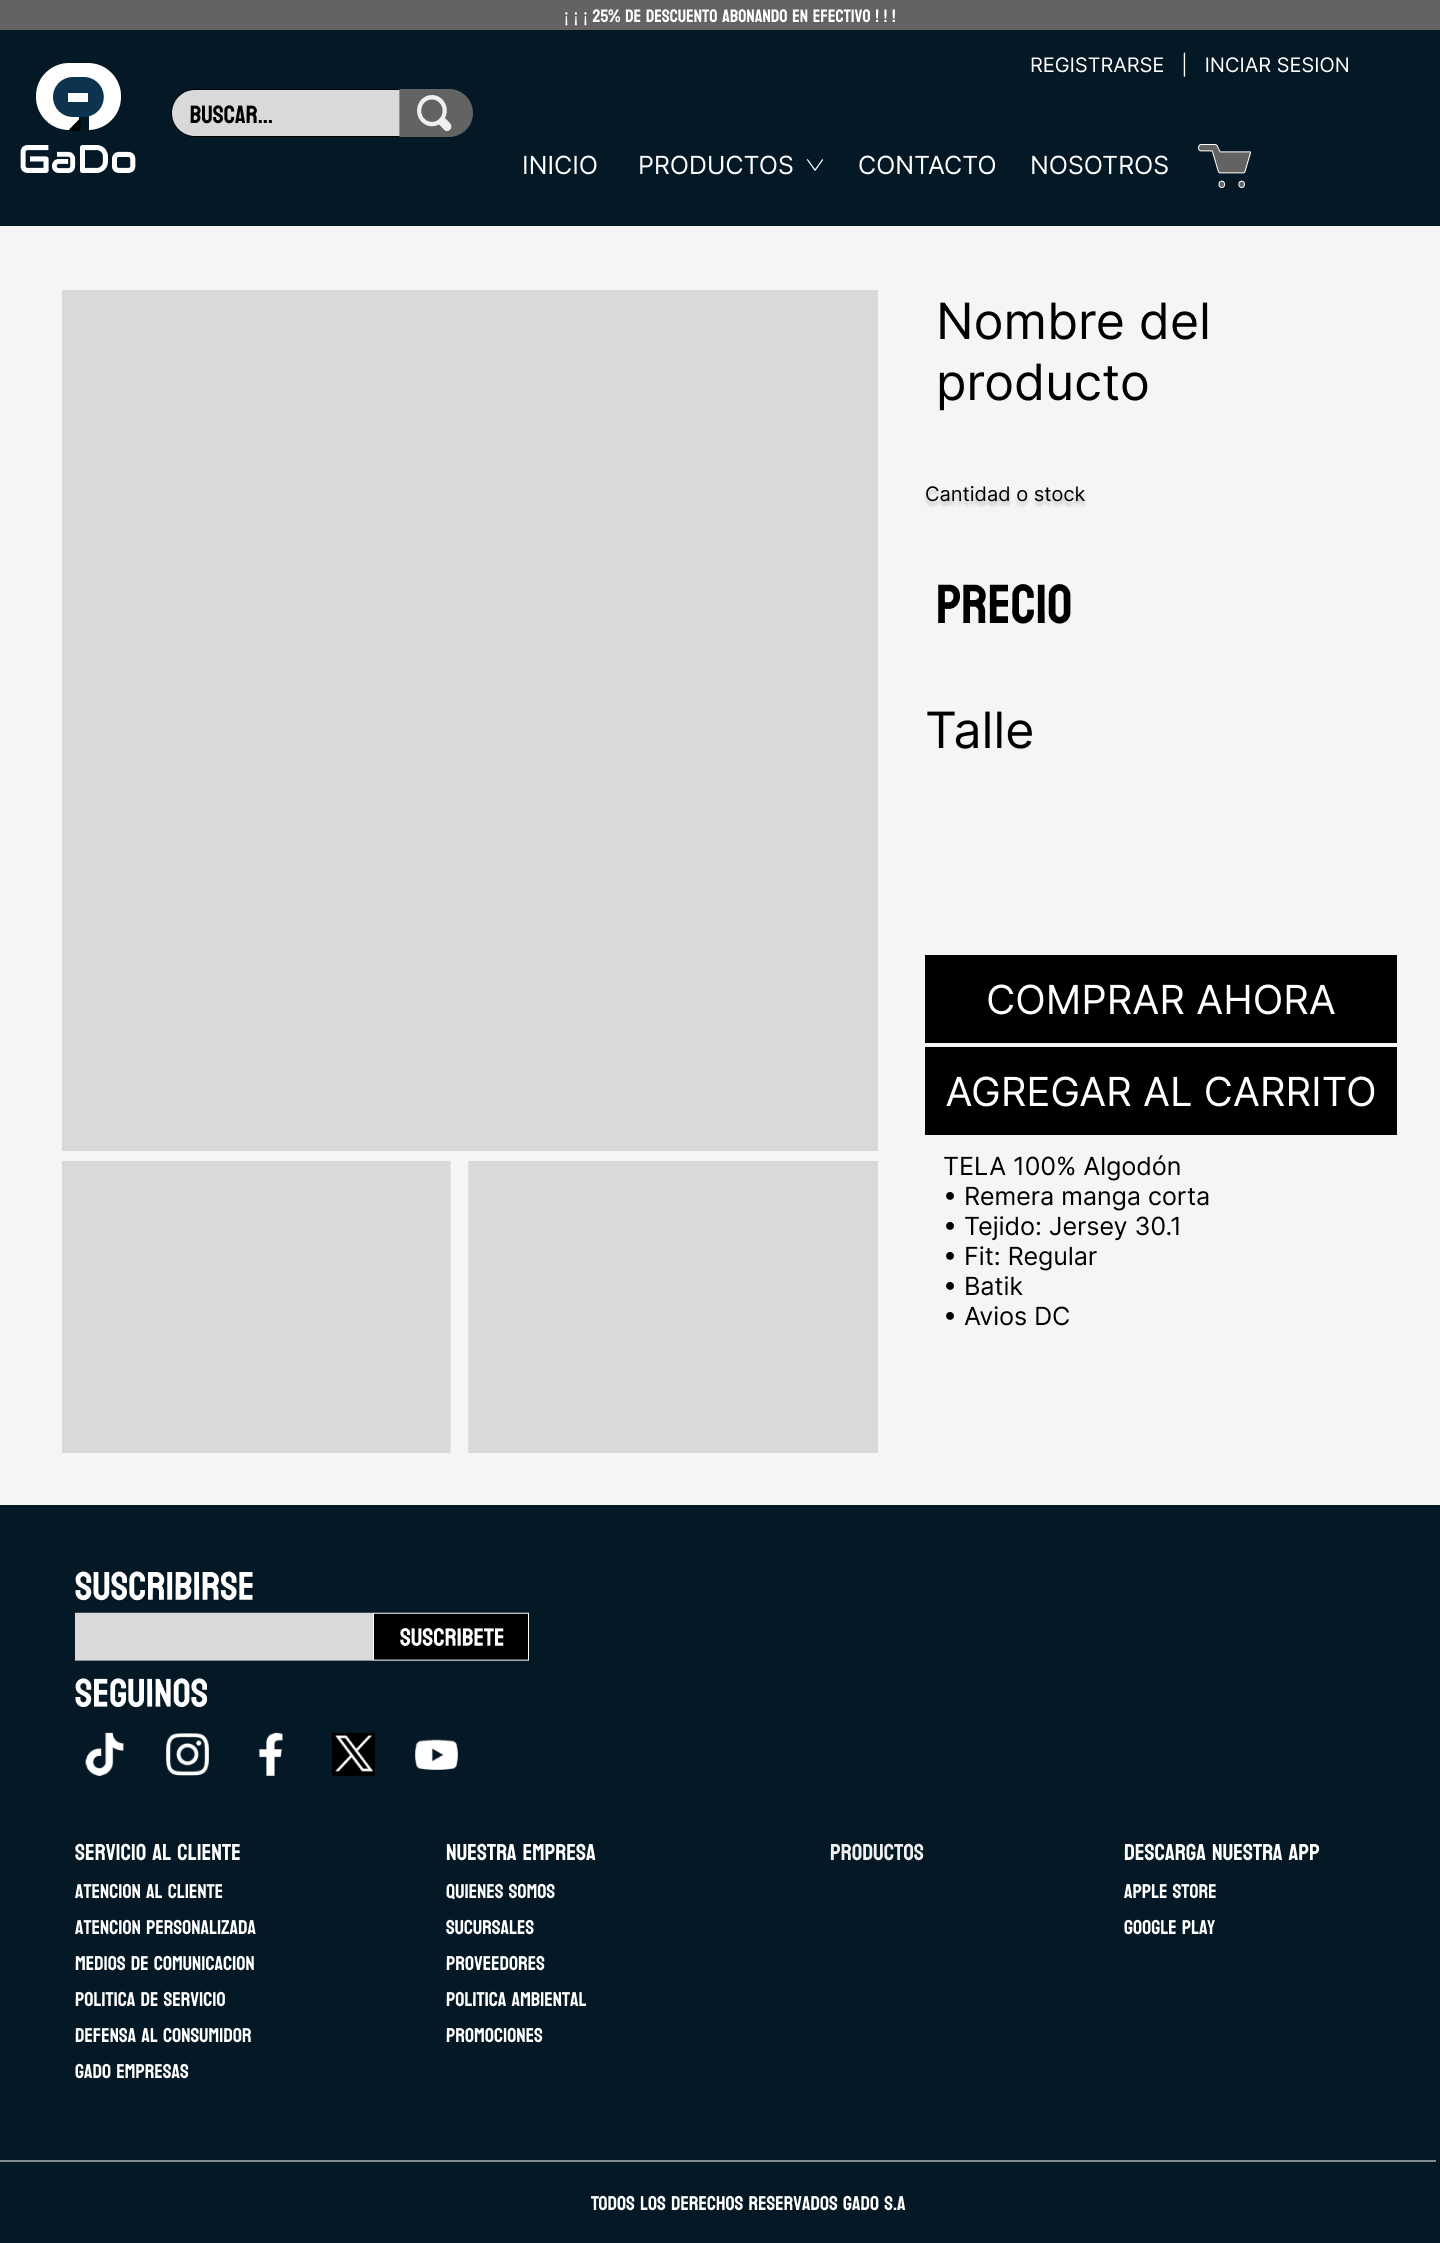 ¡ ¡ ¡ 25% DE DESCUENTO ABONANDO EN EFECTIVO ! ! !
REGISTRARSE | INCIAR SESION
GaDo
BUSCAR...
INICIO PRODUCTOS CONTACTO NOSOTROS
Nombre del
producto
Cantidad o stock
PRECIO
Talle
COMPRAR AHORA
AGREGAR AL CARRITO
TELA 100% Algodón
• Remera manga corta
• Tejido: Jersey 30.1
• Fit: Regular
• Batik
• Avios DC
SUSCRIBIRSE
SUSCRIBETE
SEGUINOS
SERVICIO AL CLIENTE
ATENCION AL CLIENTE
ATENCION PERSONALIZADA
MEDIOS DE COMUNICACION
POLITICA DE SERVICIO
DEFENSA AL CONSUMIDOR
GADO EMPRESAS
NUESTRA EMPRESA
QUIENES SOMOS
SUCURSALES
PROVEEDORES
POLITICA AMBIENTAL
PROMOCIONES
PRODUCTOS
DESCARGA NUESTRA APP
APPLE STORE
GOOGLE PLAY
TODOS LOS DERECHOS RESERVADOS GADO S.A